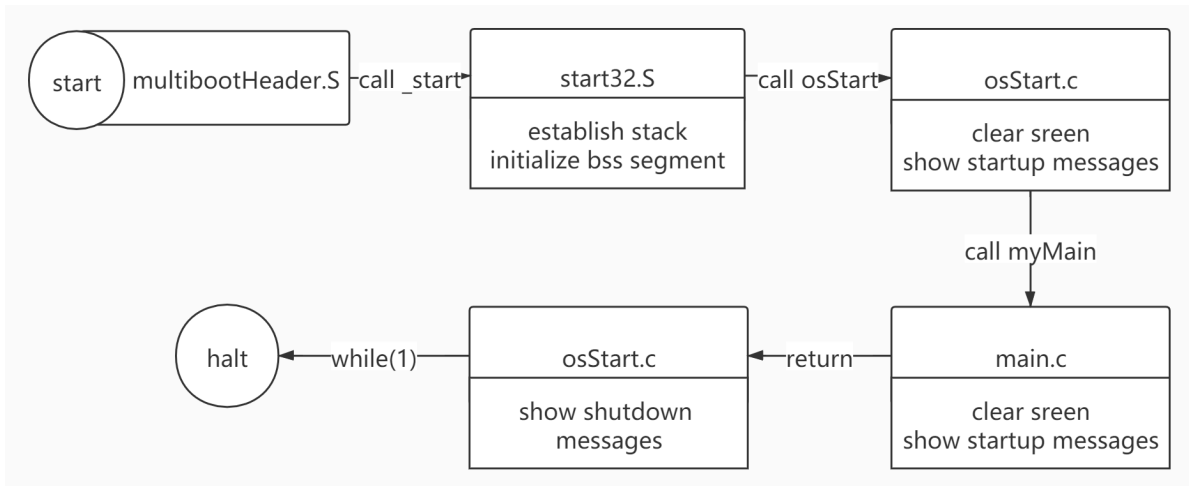 start
multibootHeader.S
call _start
start32.S
establish stack
initialize bss segment
call osStart
osStart.c
clear sreen
show startup messages
call myMain
main.c
clear sreen
show startup messages
return
osStart.c
show shutdown
messages
while(1)
halt